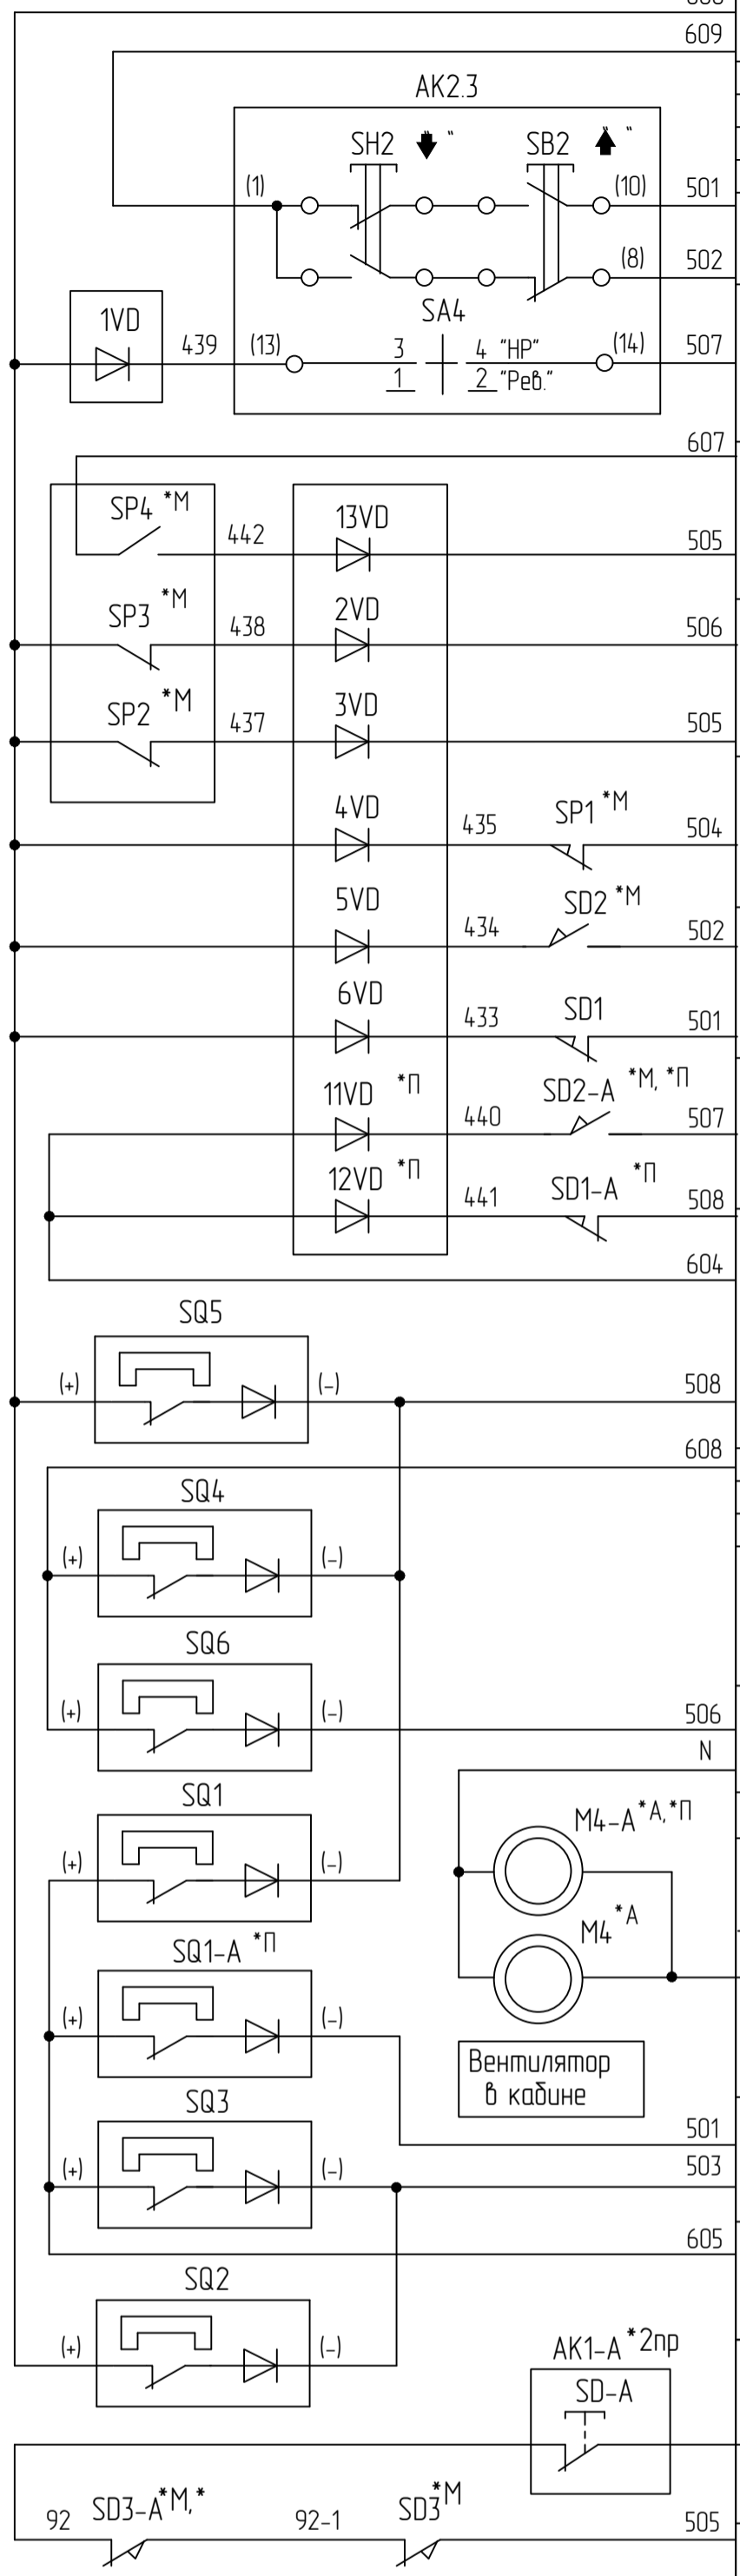 609
AK2.3
SH2 " " SB2 " "
(1) (10) 501
(8) 502
SA4
1VD 439 (13) 3 4 "НР" (14) 507
1 2 "Рев."
607
SP4 *М 442 13VD 505
SP3 *М 438 2VD 506
SP2 *М 437 3VD 505
4VD 435 SP1 *М 504
5VD 434 SD2 *М 502
6VD 433 SD1 501
11VD *П 440 SD2-A *М, *П 507
12VD *П 441 SD1-A *П 508
604
SQ5
(+) (-) 508
608
SQ4
(+) (-)
SQ6
(+) (-) 506
N
SQ1
(+) (-)
M4-A *А,*П
M4 *А
SQ1-A *П
(+) (-)
Вентилятор
в кабине
501
SQ3
(+) (-) 503
605
SQ2
(+) (-)
AK1-A *2пр
SD-A
92 SD3-A *М,* 92-1 SD3 *М 505